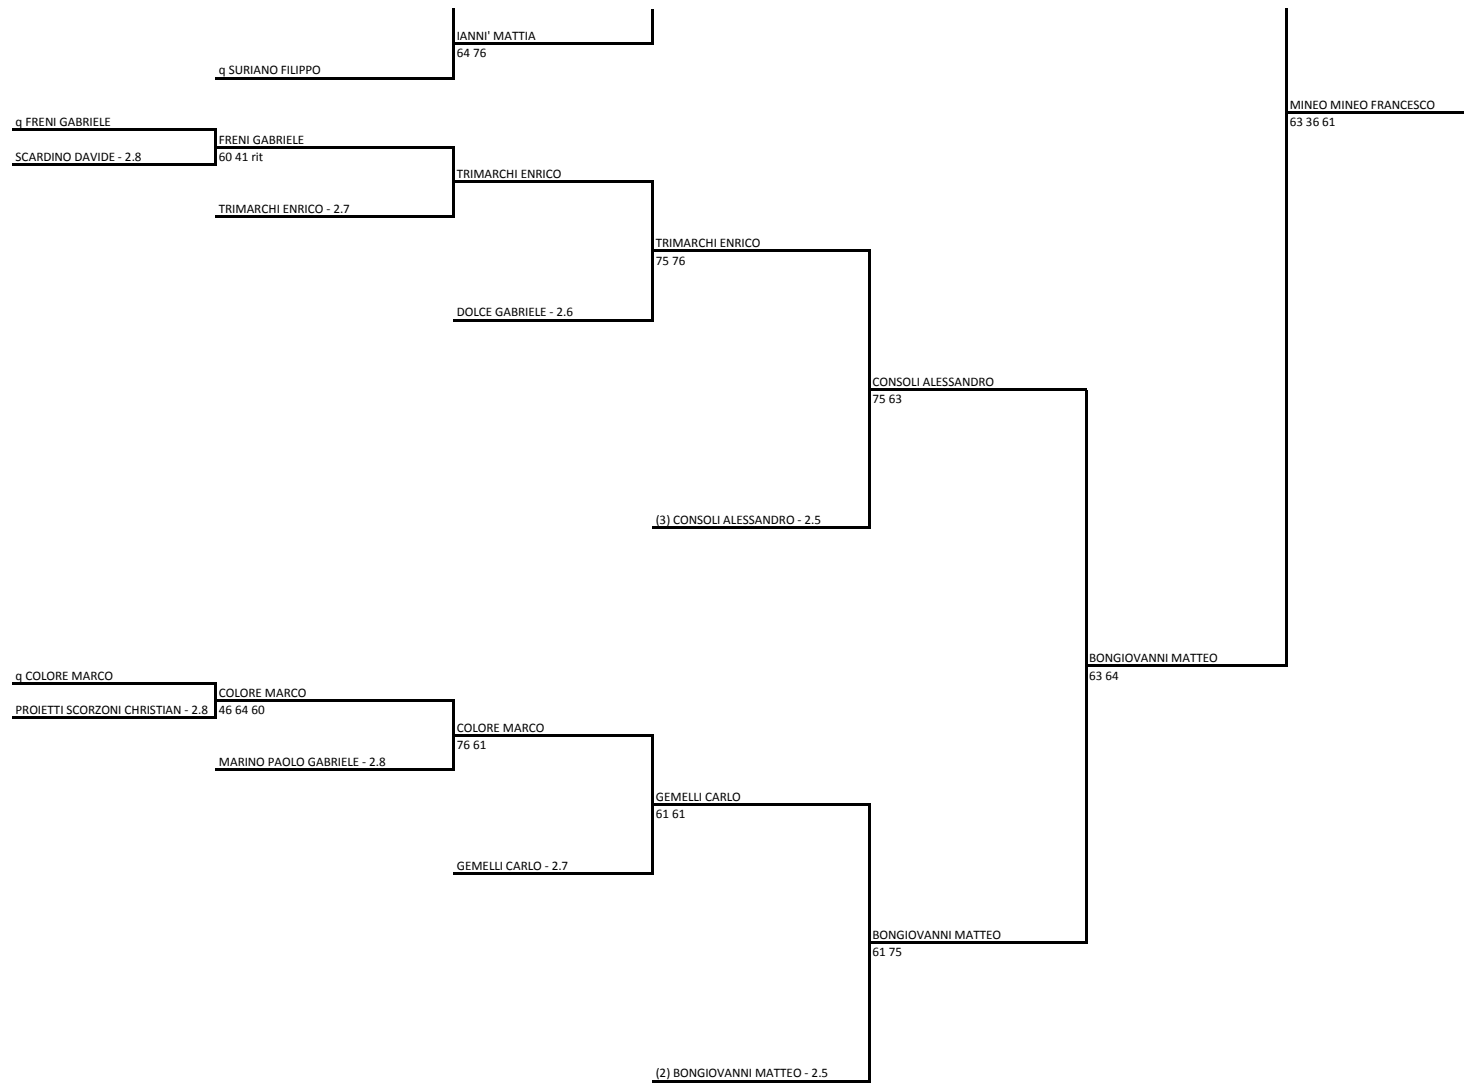 IANNI' MATTIA
64 76
q SURIANO FILIPPO
MINEO MINEO FRANCESCO
63 36 61
q FRENI GABRIELE
FRENI GABRIELE
SCARDINO DAVIDE - 2.8
60 41 rit
TRIMARCHI ENRICO
TRIMARCHI ENRICO - 2.7
TRIMARCHI ENRICO
75 76
DOLCE GABRIELE - 2.6
CONSOLI ALESSANDRO
75 63
(3) CONSOLI ALESSANDRO - 2.5
BONGIOVANNI MATTEO
63 64
q COLORE MARCO
COLORE MARCO
PROIETTI SCORZONI CHRISTIAN - 2.8
46 64 60
COLORE MARCO
76 61
MARINO PAOLO GABRIELE - 2.8
GEMELLI CARLO
61 61
GEMELLI CARLO - 2.7
BONGIOVANNI MATTEO
61 75
(2) BONGIOVANNI MATTEO - 2.5